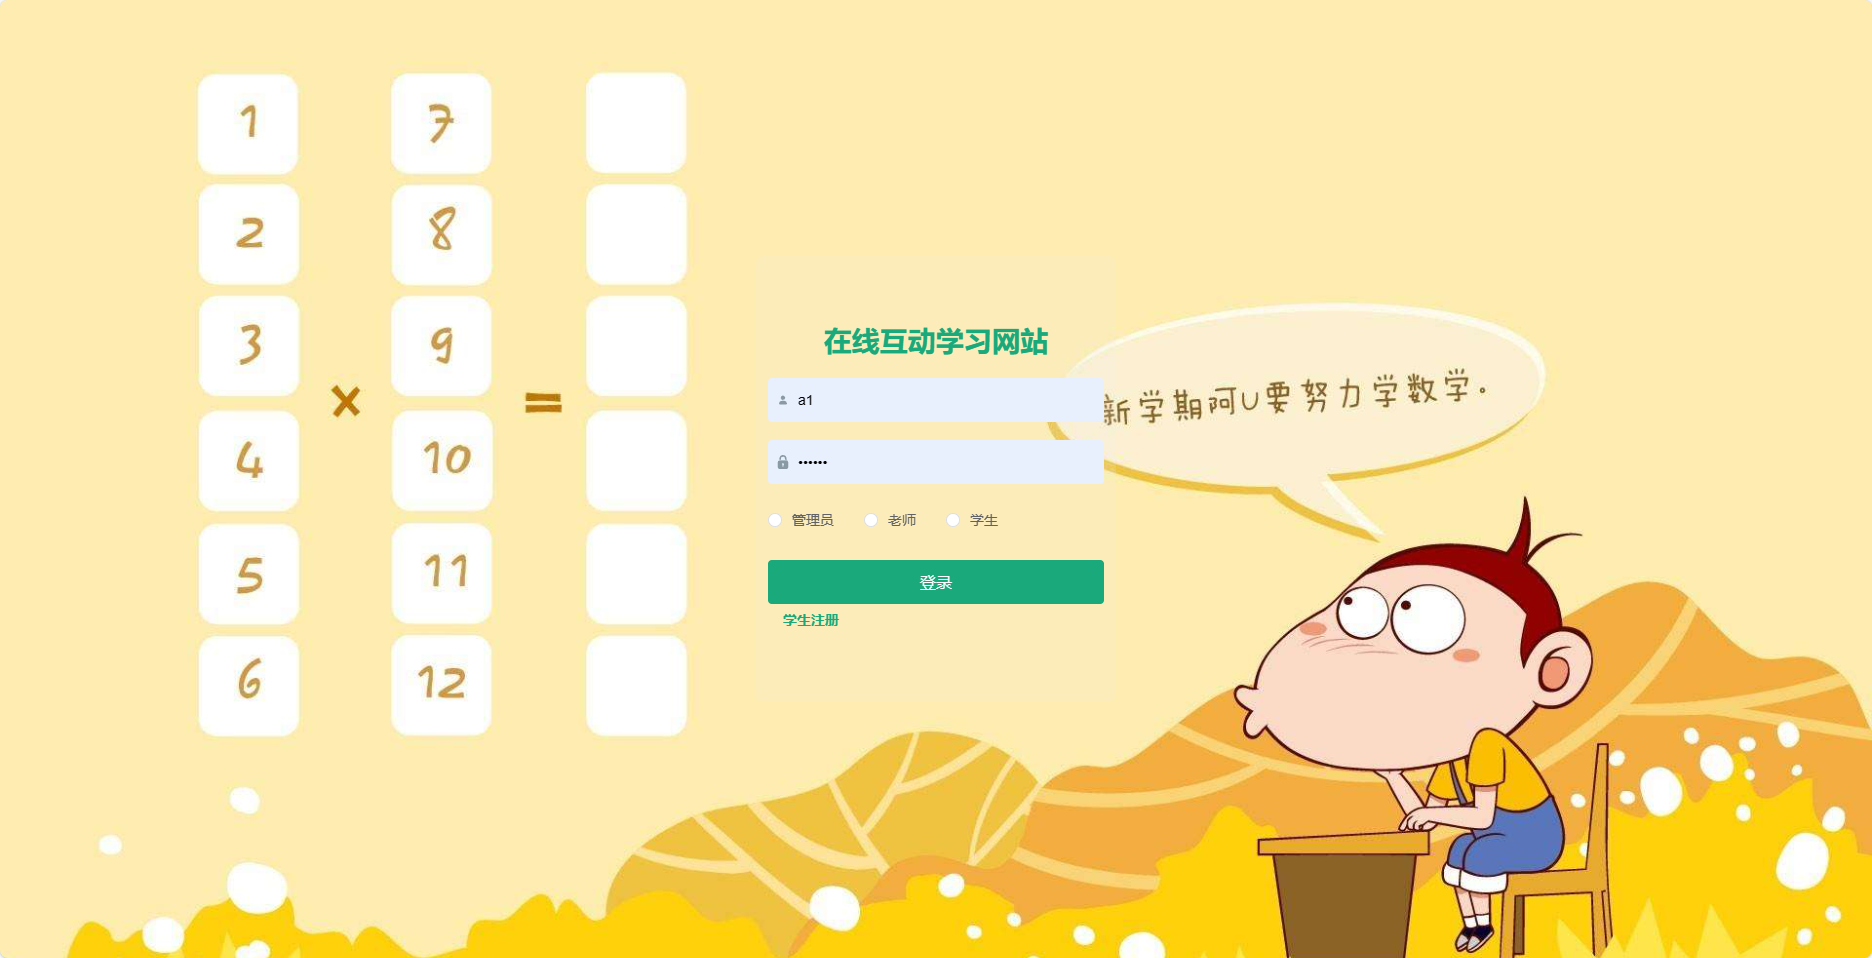 1 7
2 8
3 9
× =
4 10
5 11
6 12
在线互动学习网站
a1
••••••
管理员 老师 学生
登录
学生注册
新学期阿U要努力学数学。